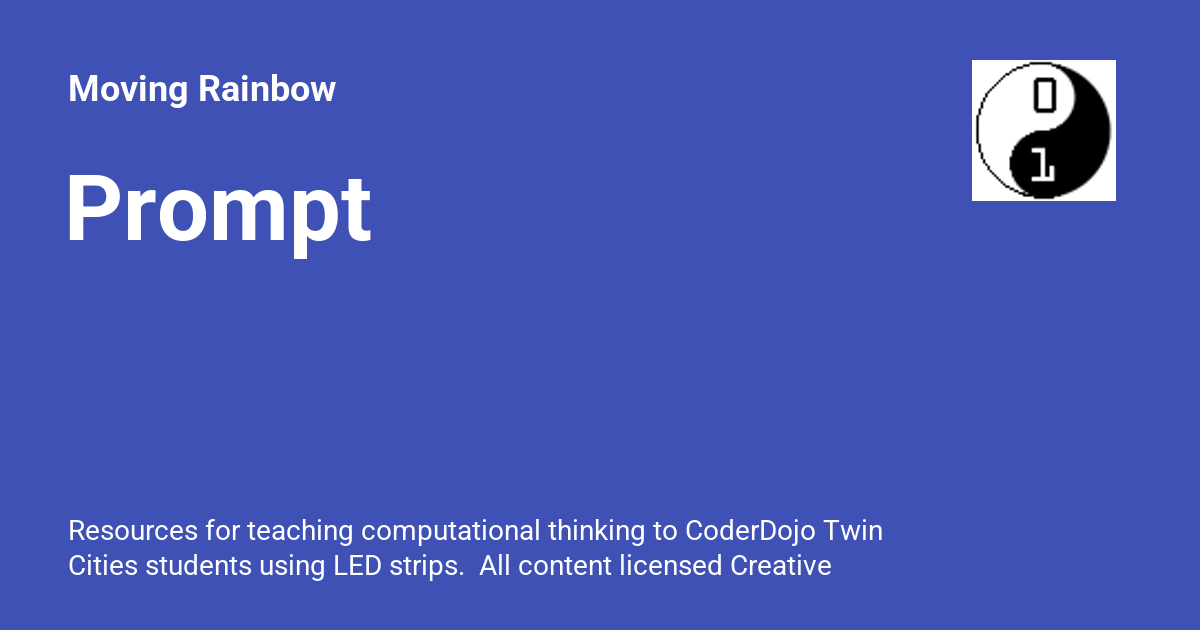 Moving Rainbow
0
Prompt
1
Resources for teaching computational thinking to CoderDojo Twin
Cities students using LED strips.  All content licensed Creative